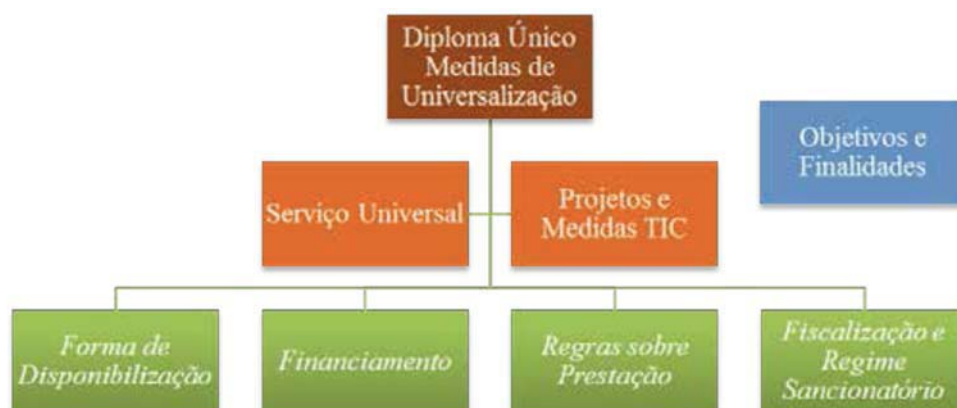 Diploma Único
Medidas de
Universalização
Objetivos e
Finalidades
Serviço Universal
Projetos e
Medidas TIC
Forma de
Disponibilização
Financiamento
Regras sobre
Prestação
Fiscalização e
Regime
Sancionatório